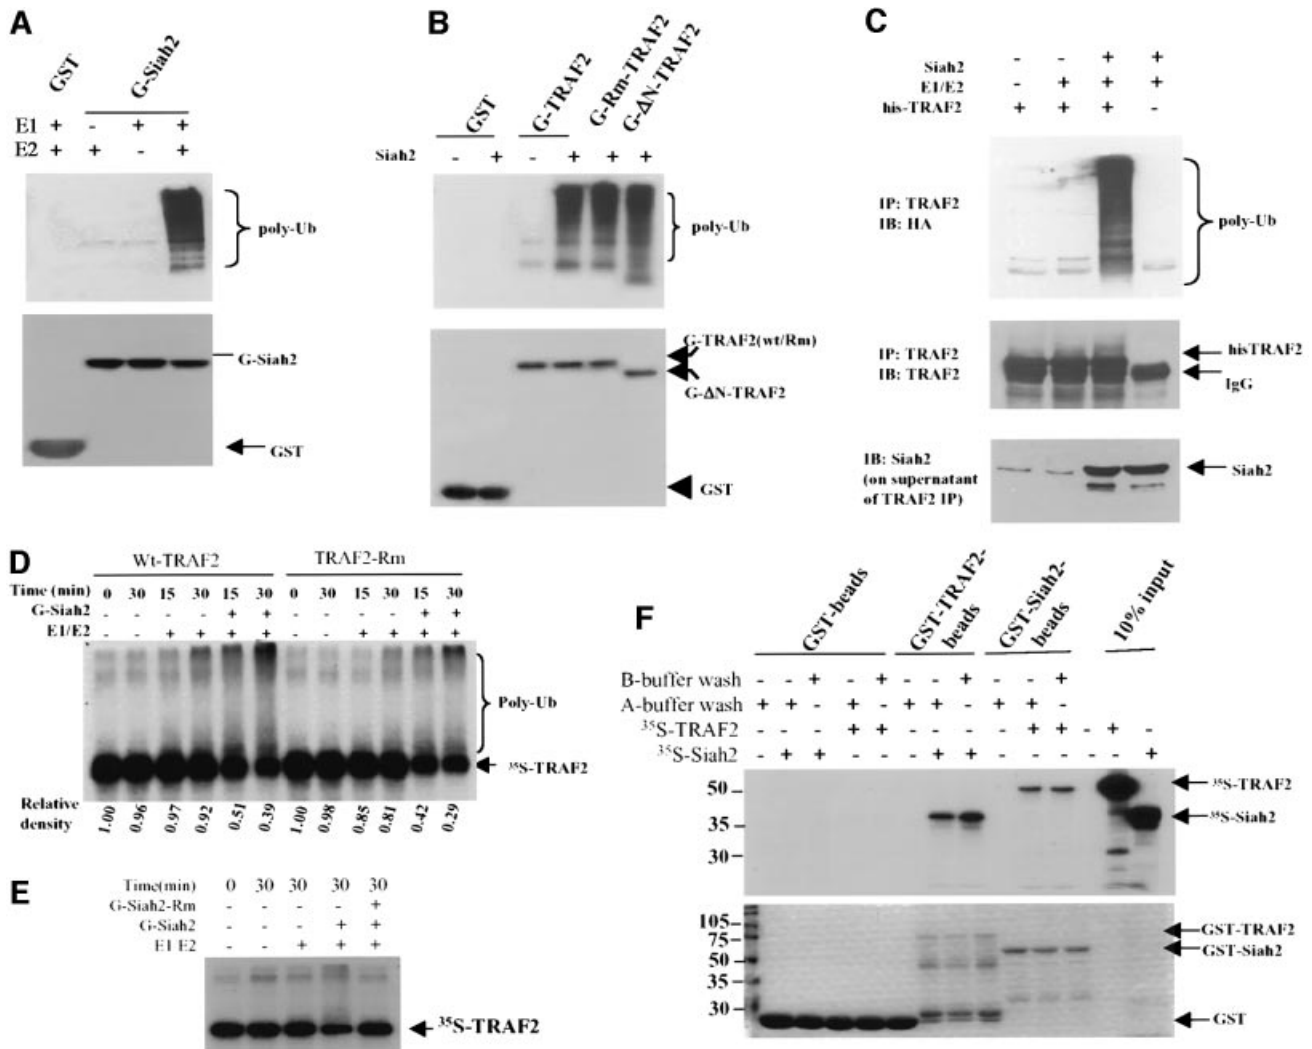 A
GST
G-Siah2
E1 + - + +
E2 + + - +
poly-Ub
G-Siah2
GST
B
GST
G-TRAF2
G-Rm-TRAF2
G-ΔN-TRAF2
Siah2 - + - + + +
poly-Ub
G-TRAF2(wt/Rm)
G-ΔN-TRAF2
GST
C
Siah2 - - + +
E1/E2 - + + +
his-TRAF2 + + + -
IP: TRAF2
IB: HA
poly-Ub
IP: TRAF2
IB: TRAF2
hisTRAF2
IgG
IB: Siah2
(on supernatant
of TRAF2 IP)
Siah2
D
Wt-TRAF2 TRAF2-Rm
Time (min) 0 30 15 30 15 30 0 30 15 30 15 30
G-Siah2 - - - - + + - - - - + +
E1/E2 - - + + + + - - + + + +
Poly-Ub
35S-TRAF2
Relative
density
1.00 0.96 0.97 0.92 0.51 0.39 1.00 0.98 0.85 0.81 0.42 0.29
E
Time(min) 0 30 30 30 30
G-Siah2-Rm - - - - +
G-Siah2 - - - + +
E1 E2 - - + + +
35S-TRAF2
F
GST-beads
GST-TRAF2-
beads
GST-Siah2-
beads
10% input
B-buffer wash - - + - + - - + - - + - -
A-buffer wash + + - + - + + - + + - - -
35S-TRAF2 - - - + + - - - - + + - + -
35S-Siah2 - + + - - - + + - - - - - +
50
35
30
35S-TRAF2
35S-Siah2
105
75
50
35
30
GST-TRAF2
GST-Siah2
GST